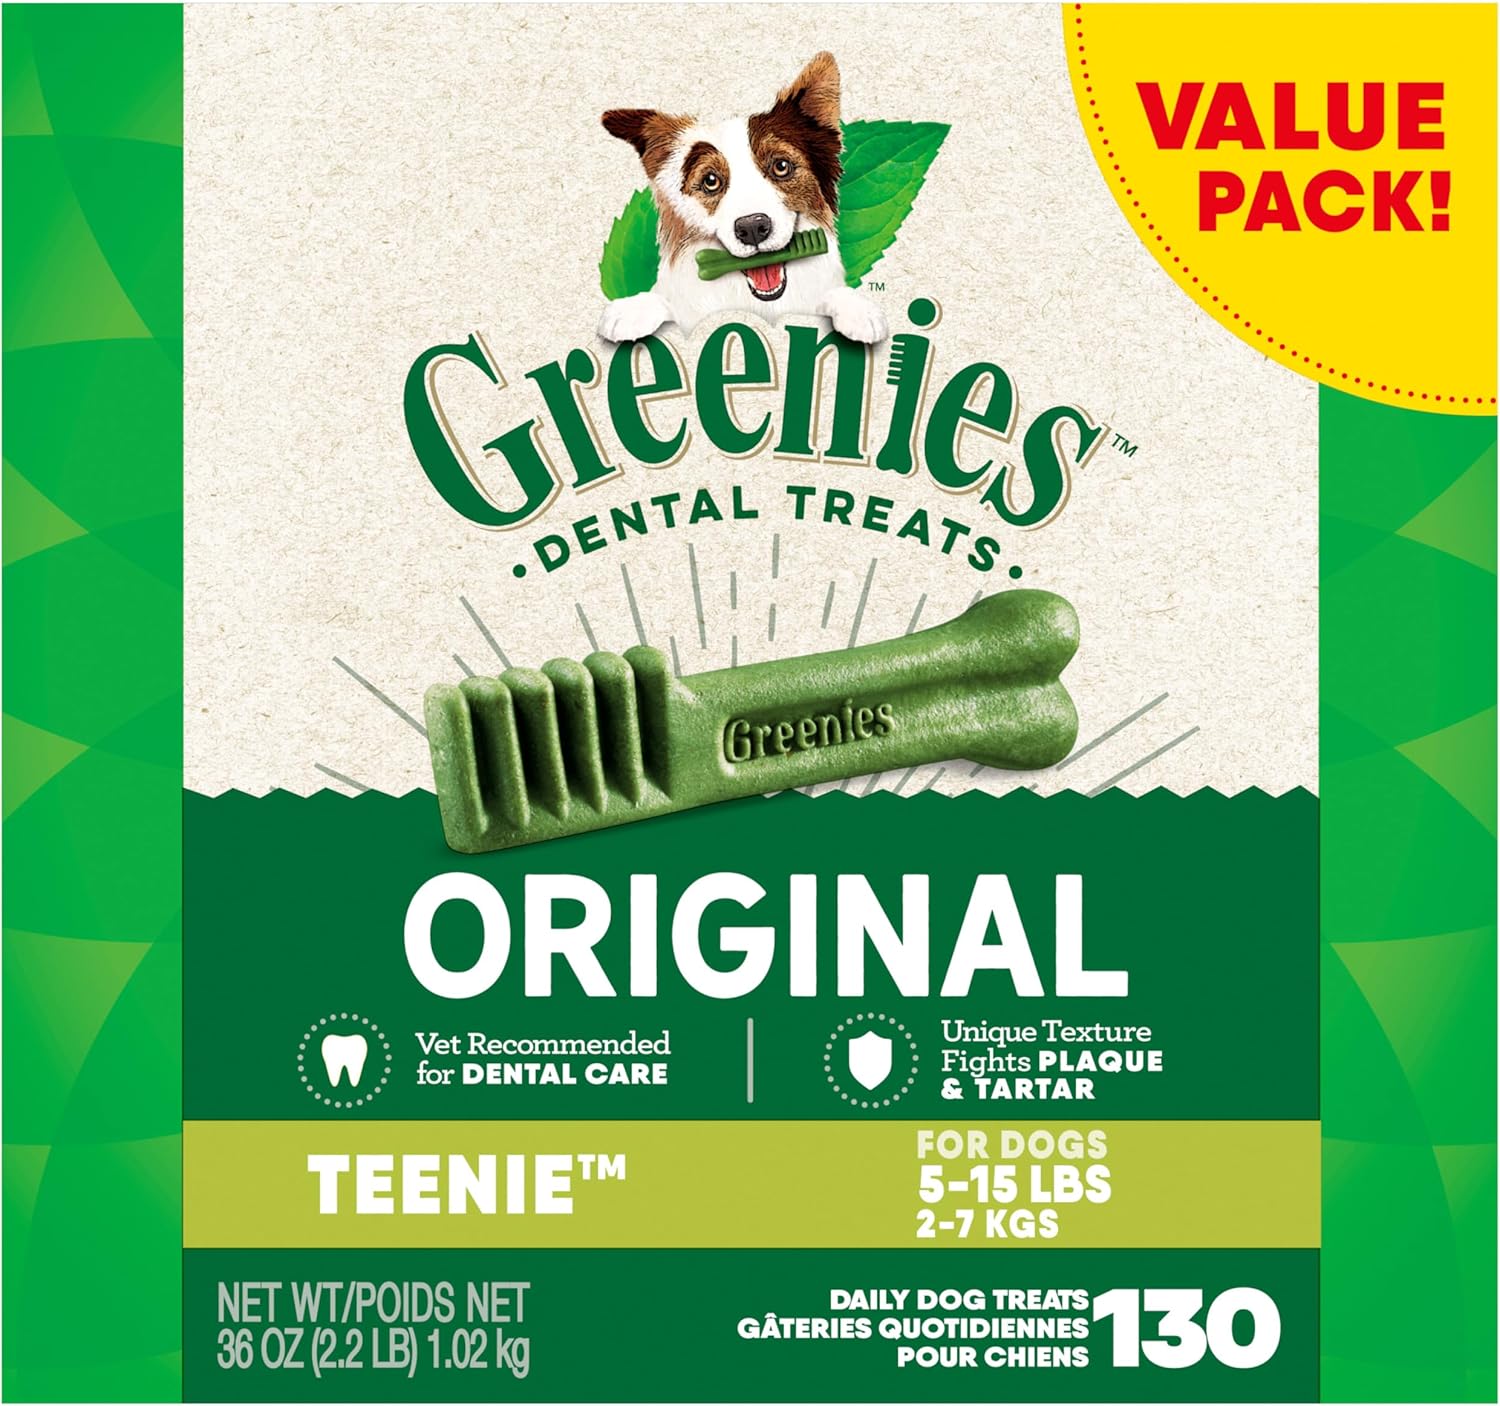 VALUE
PACK!
™
Greenies™
• DENTAL TREATS •
Greenies
ORIGINAL
Vet Recommended
for DENTAL CARE
Unique Texture
Fights PLAQUE
& TARTAR
TEENIE™
FOR DOGS
5-15 LBS
2-7 KGS
NET WT/POIDS NET
36 OZ (2.2 LB) 1.02 kg
DAILY DOG TREATS
GÂTERIES QUOTIDIENNES
POUR CHIENS
130